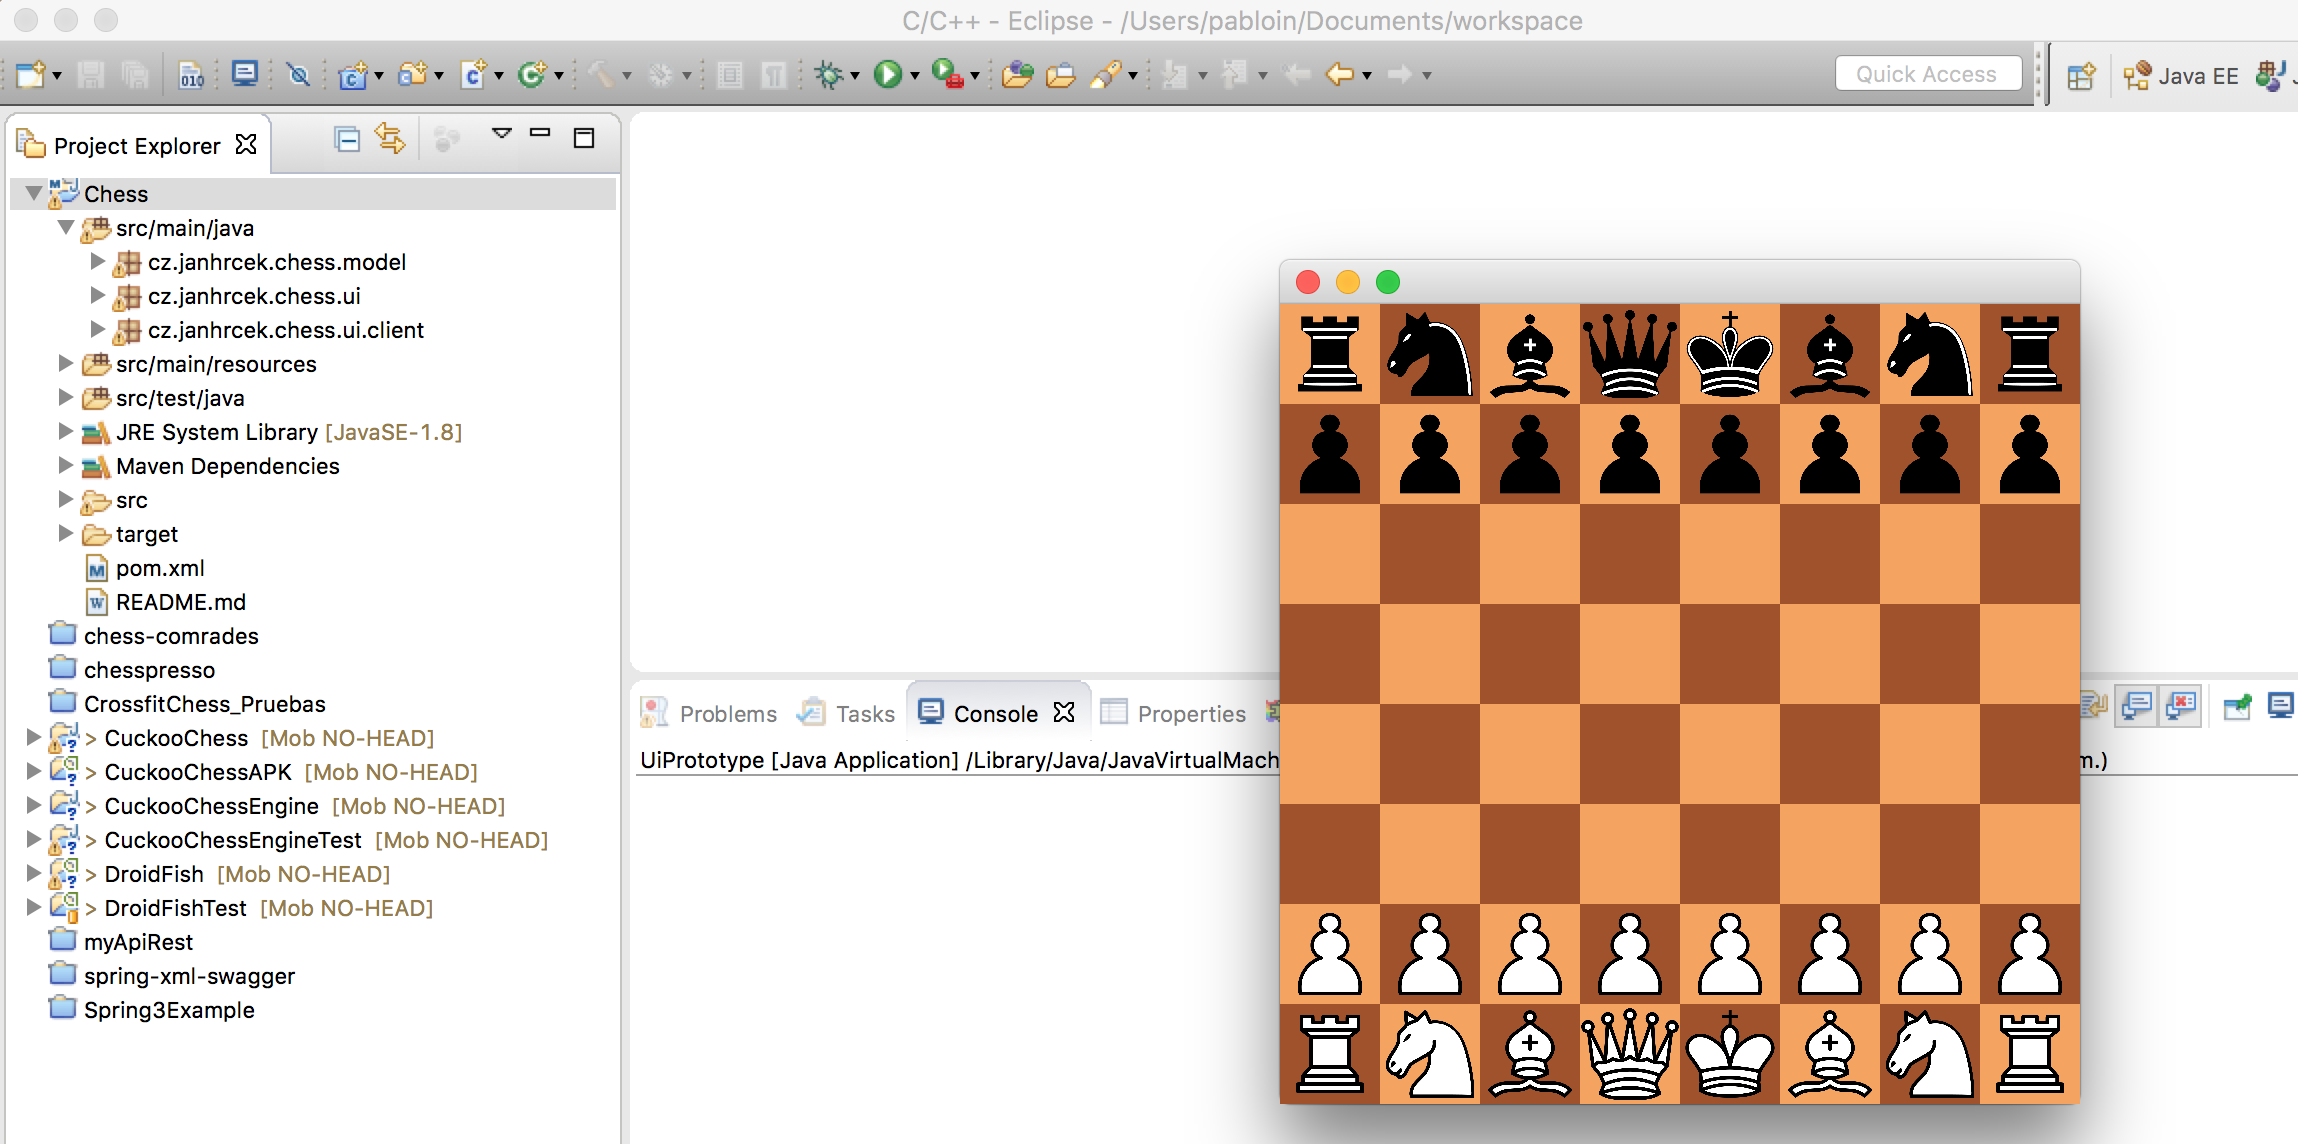 C/C++ - Eclipse - /Users/pabloin/Documents/workspace
010
Quick Access
Java EE
Project Explorer
Chess
src/main/java
cz.janhrcek.chess.model
cz.janhrcek.chess.ui
cz.janhrcek.chess.ui.client
src/main/resources
src/test/java
JRE System Library [JavaSE-1.8]
Maven Dependencies
src
target
pom.xml
README.md
chess-comrades
chesspresso
CrossfitChess_Pruebas
> CuckooChess [Mob NO-HEAD]
> CuckooChessAPK [Mob NO-HEAD]
> CuckooChessEngine [Mob NO-HEAD]
> CuckooChessEngineTest [Mob NO-HEAD]
> DroidFish [Mob NO-HEAD]
> DroidFishTest [Mob NO-HEAD]
myApiRest
spring-xml-swagger
Spring3Example
Problems Tasks Console Properties
UiPrototype [Java Application] /Library/Java/JavaVirtualMach m.)